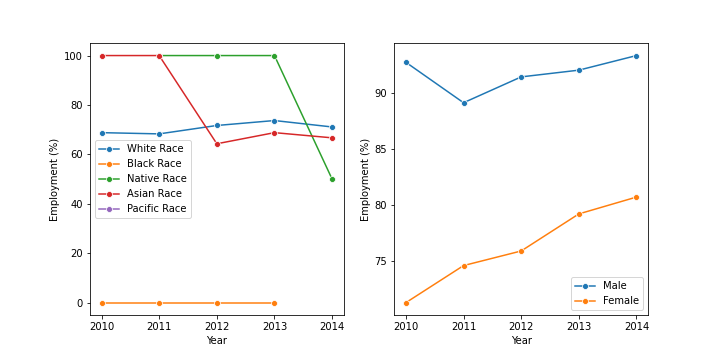 100
80
60
40
20
0
Employment (%)
White Race
Black Race
Native Race
Asian Race
Pacific Race
2010 2011 2012 2013 2014
Year
90
85
80
75
Employment (%)
Male
Female
2010 2011 2012 2013 2014
Year